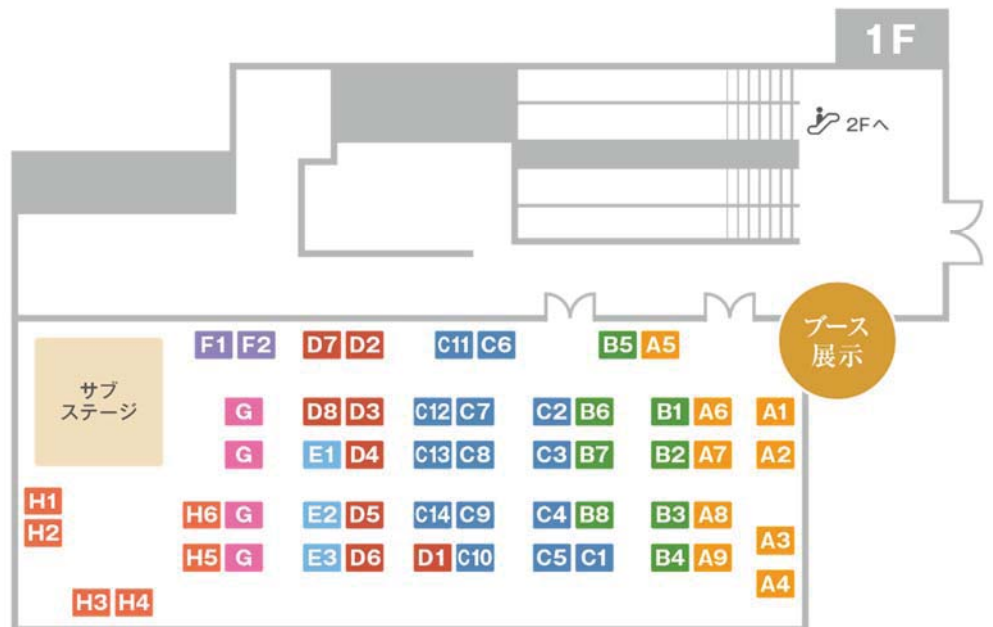 1F
2Fへ
ブース
展示
サブ
ステージ
F1 F2 D7 D2 C11 C6 B5 A5
G D8 D3 C12 C7 C2 B6 B1 A6 A1
G E1 D4 C13 C8 C3 B7 B2 A7 A2
H1
H2
H6 G E2 D5 C14 C9 C4 B8 B3 A8
A3
H5 G E3 D6 D1 C10 C5 C1 B4 A9
A4
H3 H4